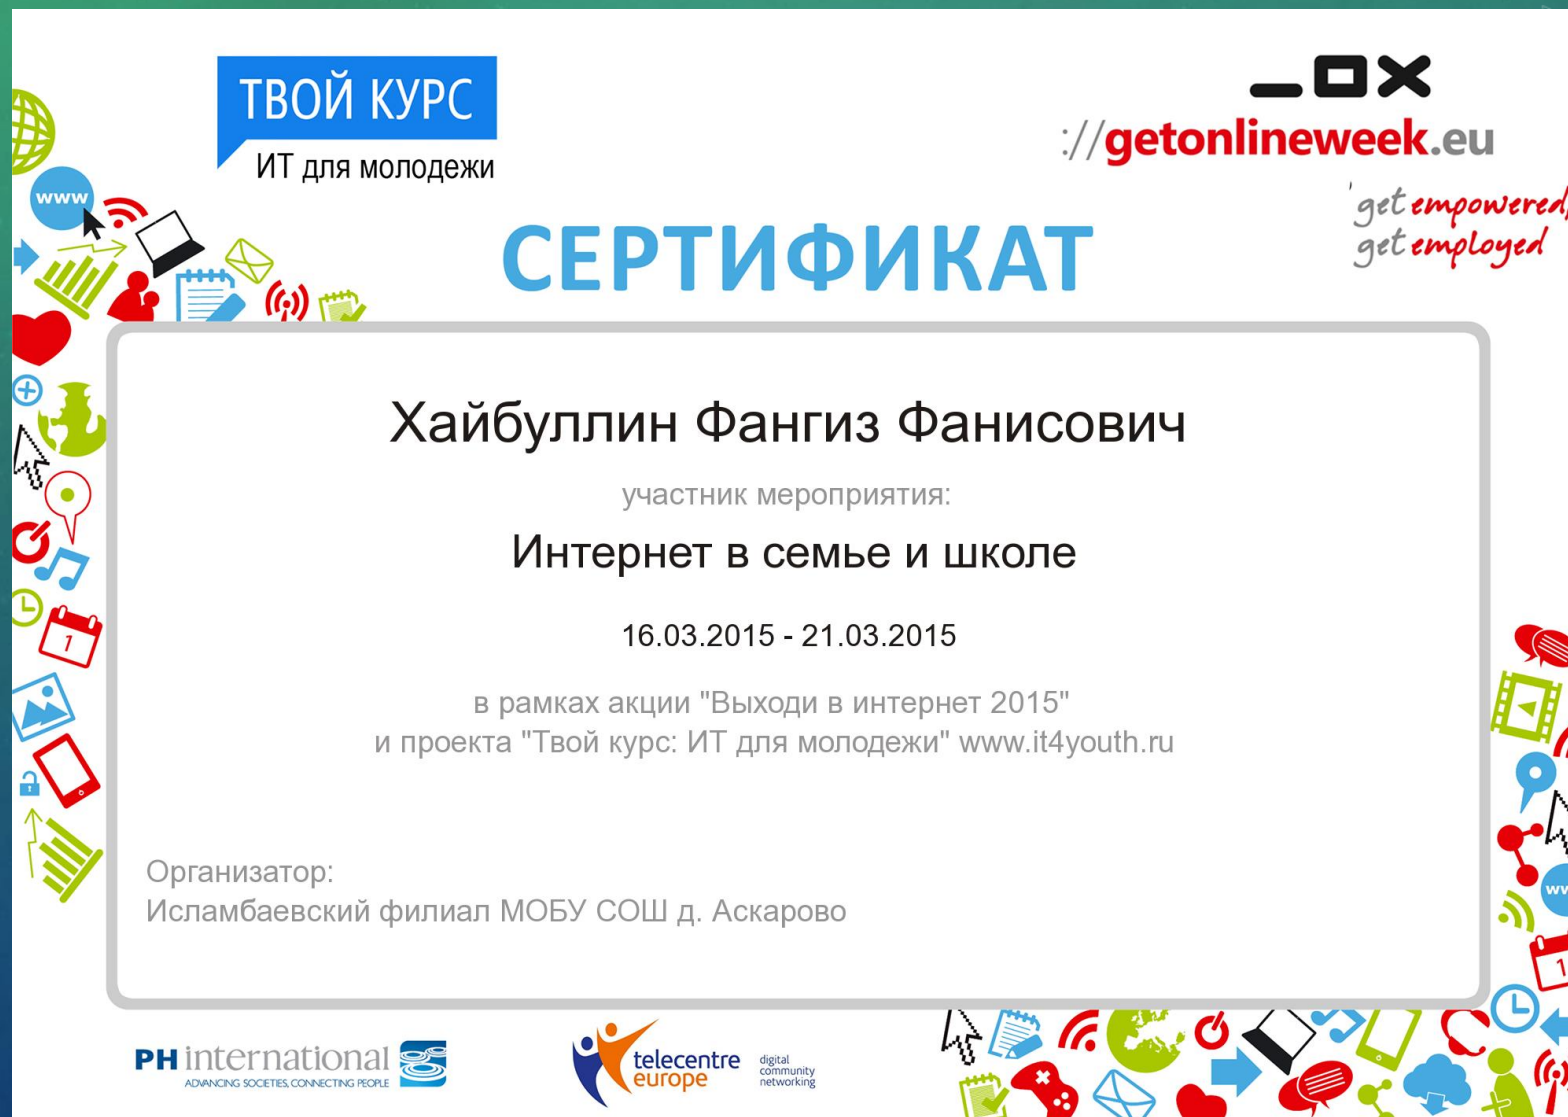 ТВОЙ КУРС
ИТ для молодежи
://getonlineweek.eu
get empowered,
get employed
www
СЕРТИФИКАТ
Хайбуллин Фангиз Фанисович
участник мероприятия:
Интернет в семье и школе
16.03.2015 - 21.03.2015
в рамках акции "Выходи в интернет 2015"
и проекта "Твой курс: ИТ для молодежи" www.it4youth.ru
Организатор:
Исламбаевский филиал МОБУ СОШ д. Аскарово
1
1
PH international
ADVANCING SOCIETIES, CONNECTING PEOPLE
telecentre
europe
digital
community
networking